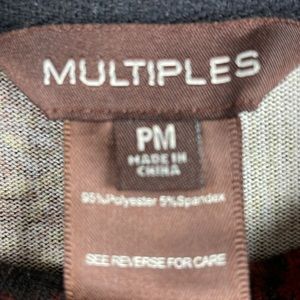 MULTIPLES
PM
MADE IN
CHINA
95%Polyester 5%Spandex
SEE REVERSE FOR CARE